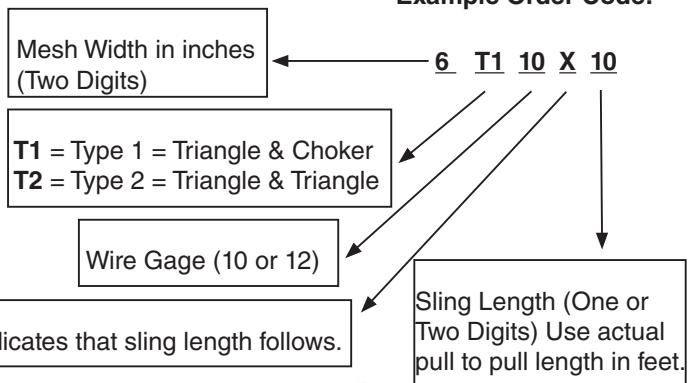 Example Order Code:
Mesh Width in inches
(Two Digits)
6 T1 10 X 10
T1 = Type 1 = Triangle & Choker
T2 = Type 2 = Triangle & Triangle
Wire Gage (10 or 12)
dicates that sling length follows.
Sling Length (One or
Two Digits) Use actual
pull to pull length in feet.